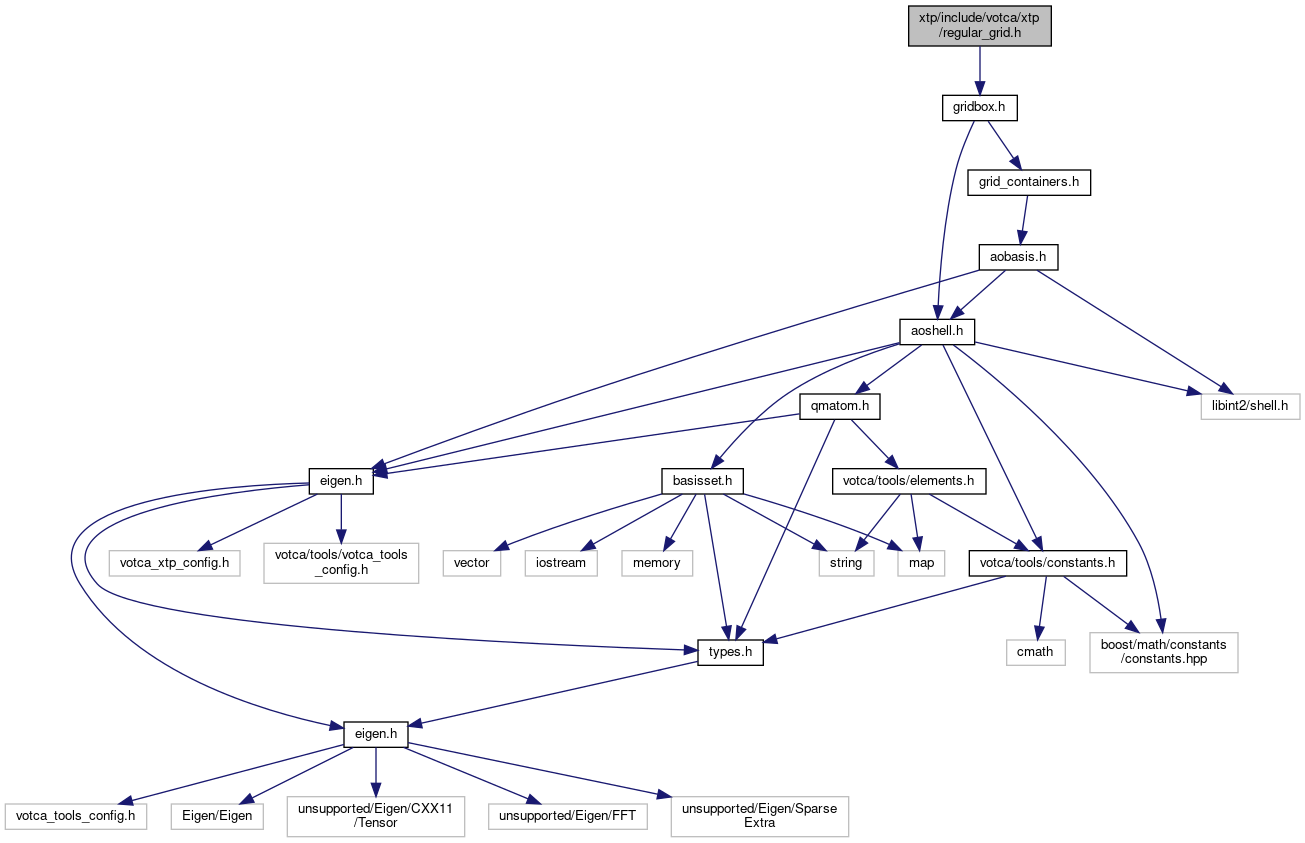 xtp/include/votca/xtp
/regular_grid.h
gridbox.h
grid_containers.h
aobasis.h
aoshell.h
qmatom.h
libint2/shell.h
eigen.h
basisset.h
votca/tools/elements.h
votca_xtp_config.h
votca/tools/votca_tools
_config.h
vector
iostream
memory
string
map
votca/tools/constants.h
types.h
cmath
boost/math/constants
/constants.hpp
eigen.h
votca_tools_config.h
Eigen/Eigen
unsupported/Eigen/CXX11
/Tensor
unsupported/Eigen/FFT
unsupported/Eigen/Sparse
Extra